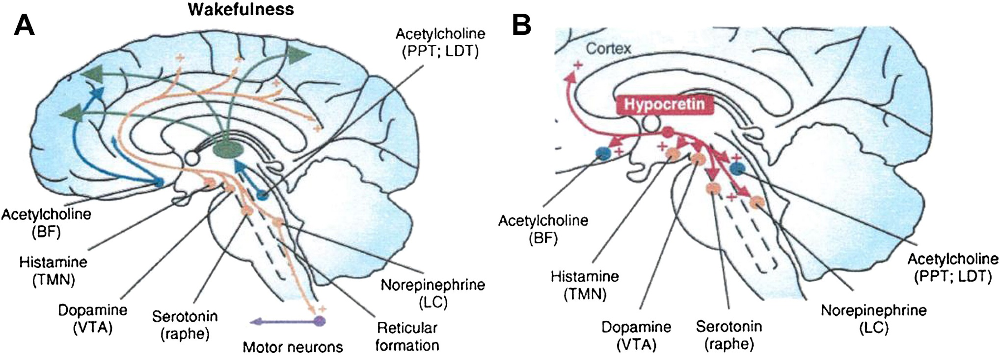 A
Wakefulness
Acetylcholine
(PPT; LDT)
Acetylcholine
(BF)
Histamine
(TMN)
Dopamine
(VTA)
Serotonin
(raphe)
Motor neurons
Norepinephrine
(LC)
Reticular
formation
+
+
+
+
+
+
B
Cortex
Hypocretin
+
+
+
+
+
Acetylcholine
(BF)
Histamine
(TMN)
Dopamine
(VTA)
Serotonin
(raphe)
Norepinephrine
(LC)
Acetylcholine
(PPT; LDT)